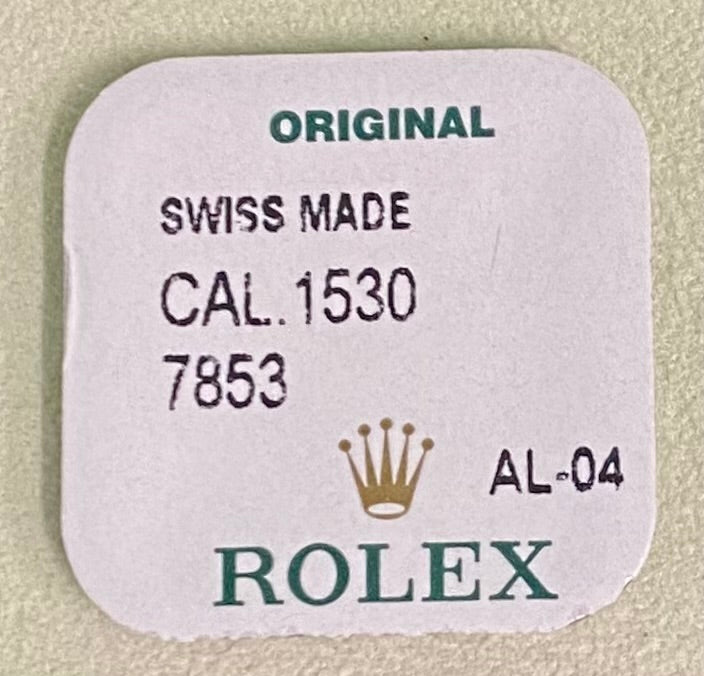 ORIGINAL
SWISS MADE
CAL.1530
7853
AL-04
ROLEX